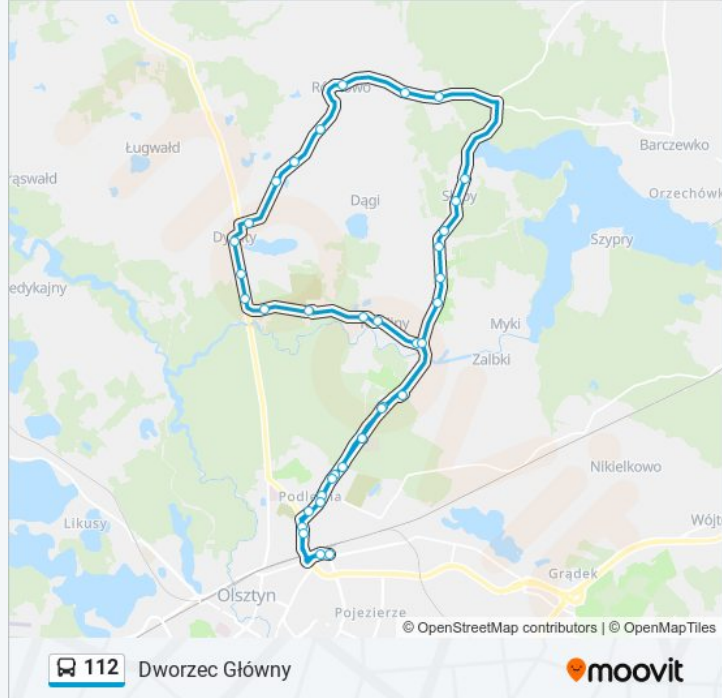 Ługwałd
Barczewko
rąswałd
Dągi
Orzechówk
Szypry
edykajny
Myki
Zalbki
Nikielkowo
Likusy
Wójt
Grądek
Olsztyn
Pojezierze
© OpenStreetMap contributors | © OpenMapTiles
112 Dworzec Główny
moovit